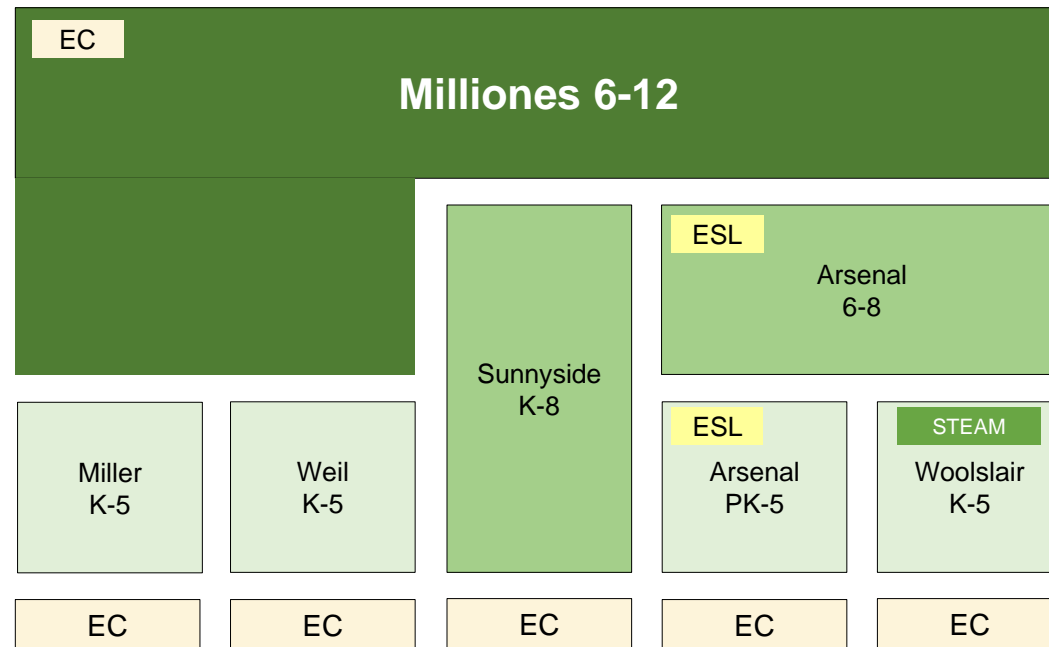 EC
Milliones 6-12
ESL
Arsenal
6-8
Sunnyside
K-8
Miller
K-5
Weil
K-5
ESL
Arsenal
PK-5
STEAM
Woolslair
K-5
EC
EC
EC
EC
EC